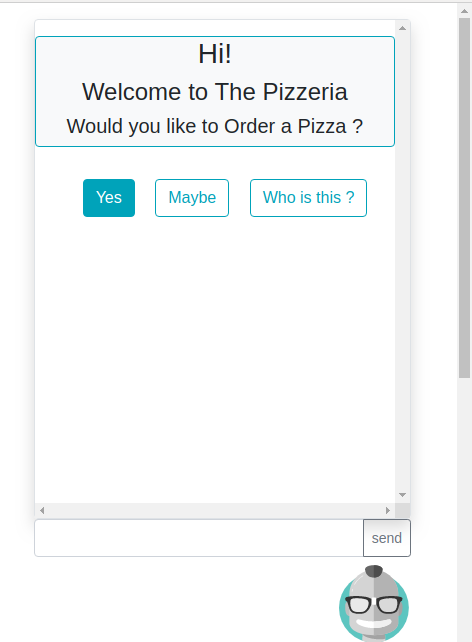 Hi!
Welcome to The Pizzeria
Would you like to Order a Pizza ?
Yes
Maybe
Who is this ?
send